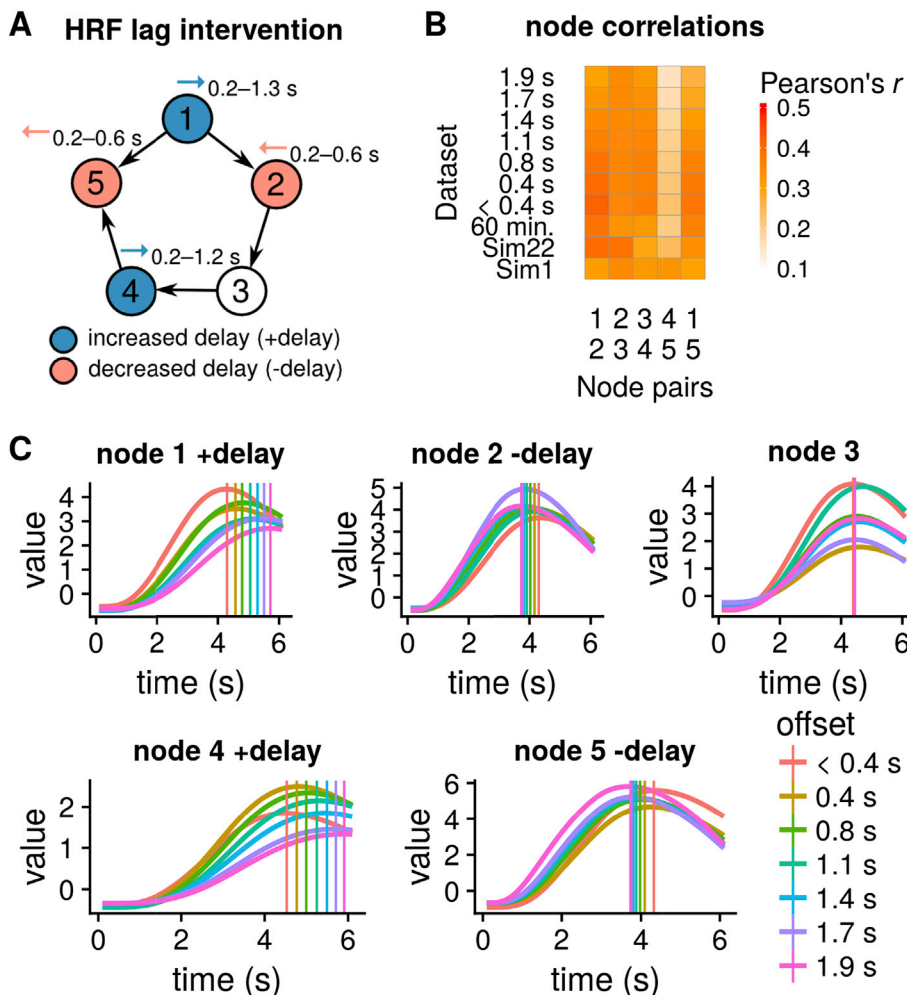 A HRF lag intervention
0.2–1.3 s
1
0.2–0.6 s
0.2–0.6 s
5
2
0.2–1.2 s
4
3
increased delay (+delay)
decreased delay (-delay)
B node correlations
Dataset
1.9 s
1.7 s
1.4 s
1.1 s
0.8 s
0.4 s
< 0.4 s
60 min.
Sim22
Sim1
1 2 3 4 1
2 3 4 5 5
Node pairs
Pearson's r
0.5
0.4
0.3
0.2
0.1
C
node 1 +delay
value
4
3
2
1
0
0 2 4 6
time (s)
node 2 -delay
value
5
4
3
2
1
0
0 2 4 6
time (s)
node 3
value
4
3
2
1
0
0 2 4 6
time (s)
node 4 +delay
value
2
1
0
0 2 4 6
time (s)
node 5 -delay
value
6
4
2
0
0 2 4 6
time (s)
offset
< 0.4 s
0.4 s
0.8 s
1.1 s
1.4 s
1.7 s
1.9 s